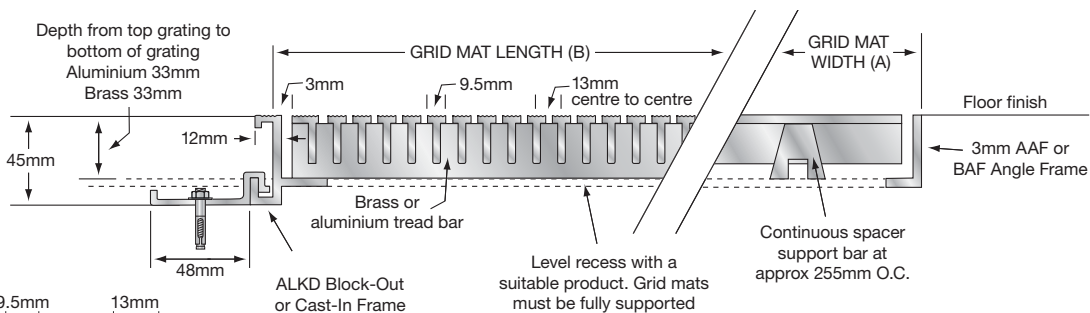 Depth from top grating to
bottom of grating
Aluminium 33mm
Brass 33mm
GRID MAT LENGTH (B)
GRID MAT
WIDTH (A)
3mm
9.5mm
13mm
centre to centre
Floor finish
12mm
45mm
3mm AAF or
BAF Angle Frame
Brass or
aluminium tread bar
48mm
ALKD Block-Out
or Cast-In Frame
Level recess with a
suitable product. Grid mats
must be fully supported
Continuous spacer
support bar at
approx 255mm O.C.
9.5mm
13mm